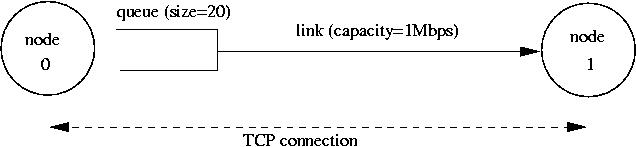 queue (size=20)
link (capacity=1Mbps)
node
0
node
1
TCP connection